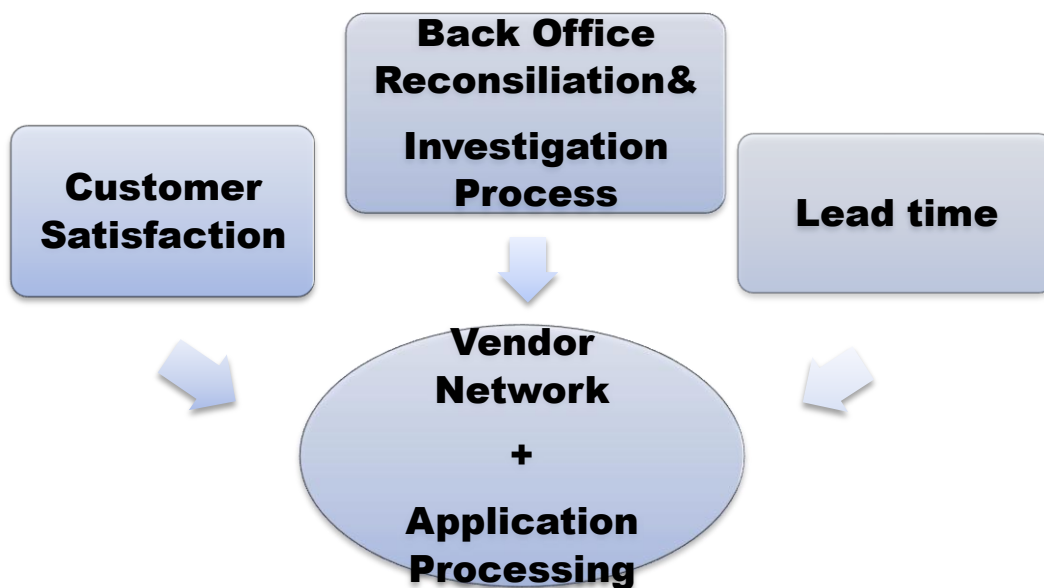 Back Office
Reconsiliation&
Investigation
Process
Customer
Satisfaction
Lead time
Vendor
Network
+
Application
Processing